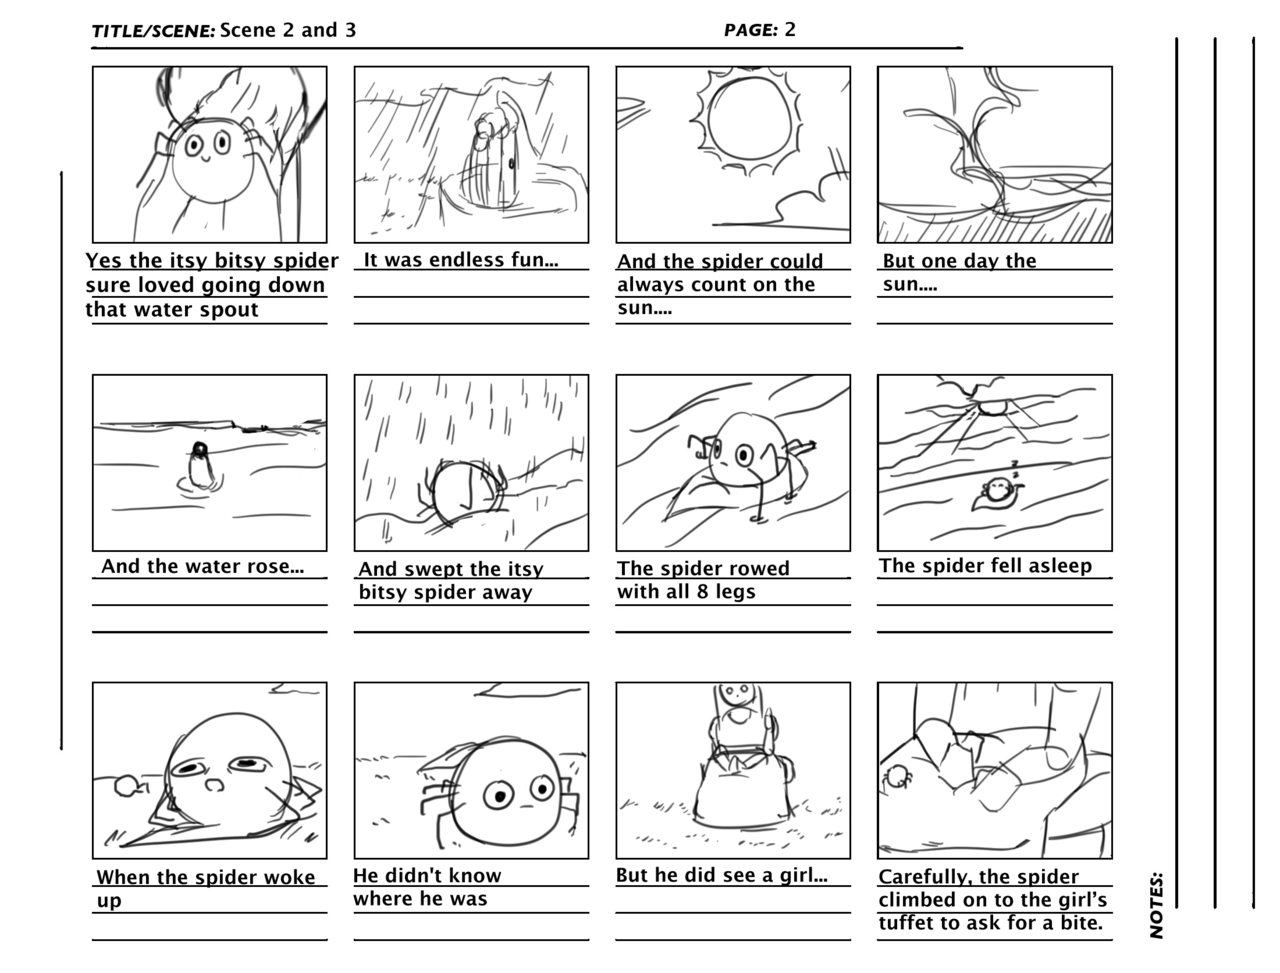 TITLE/SCENE: Scene 2 and 3
PAGE: 2
Yes the itsy bitsy spider
sure loved going down
that water spout
It was endless fun...
And the spider could
always count on the
sun....
But one day the
sun....
And the water rose...
And swept the itsy
bitsy spider away
The spider rowed
with all 8 legs
z
z
The spider fell asleep
When the spider woke
up
He didn't know
where he was
But he did see a girl...
Carefully, the spider
climbed on to the girl's
tuffet to ask for a bite.
NOTES: